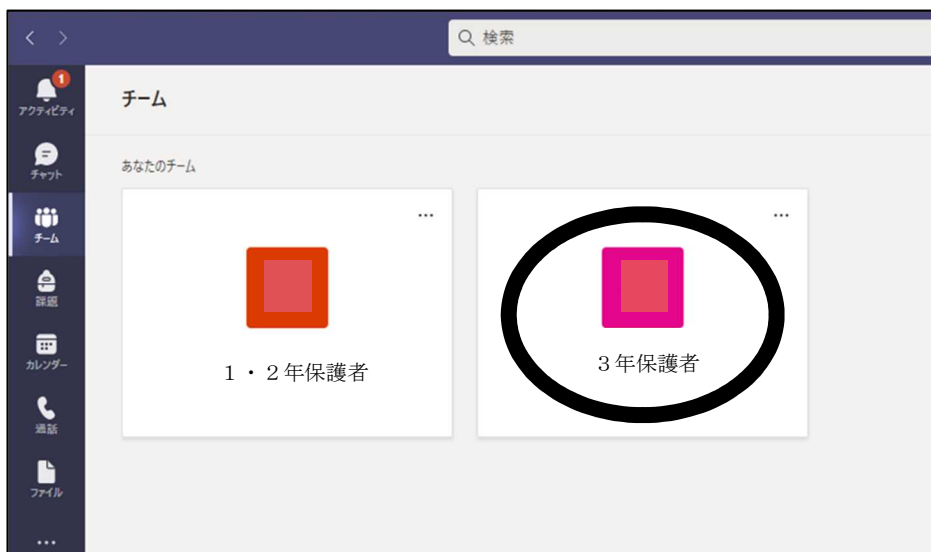 検索
1
アクティビティ
チーム
チャット
あなたのチーム
チーム
課題
カレンダー
通話
ファイル
１・２年保護者
３年保護者